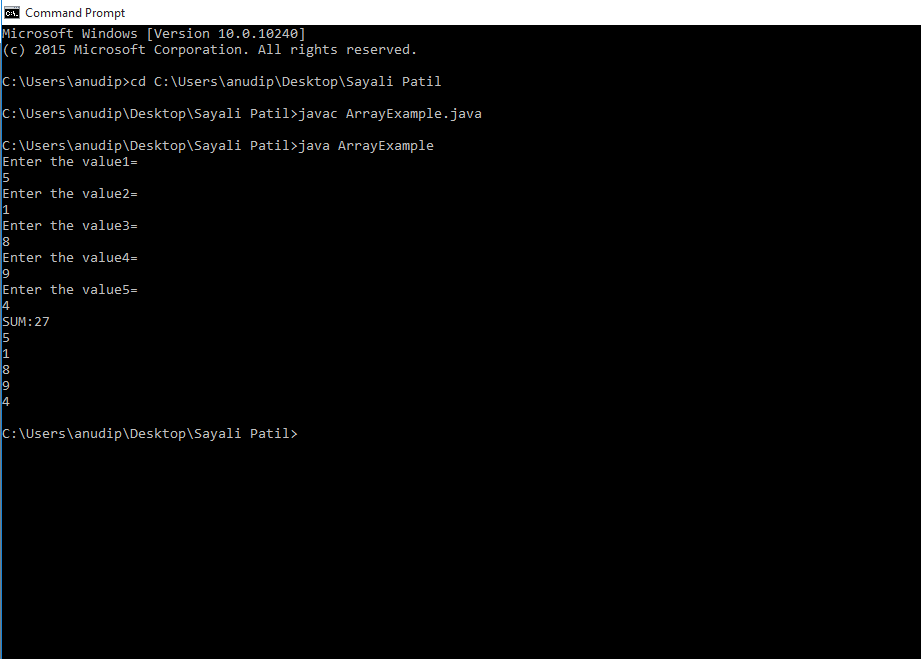 Command Prompt
Microsoft Windows [Version 10.0.10240]
(c) 2015 Microsoft Corporation. All rights reserved.
C:\Users\anudip>cd C:\Users\anudip\Desktop\Sayali Patil
C:\Users\anudip\Desktop\Sayali Patil>javac ArrayExample.java
C:\Users\anudip\Desktop\Sayali Patil>java ArrayExample
Enter the value1=
5
Enter the value2=
1
Enter the value3=
8
Enter the value4=
9
Enter the value5=
4
SUM:27
5
1
8
9
4
C:\Users\anudip\Desktop\Sayali Patil>